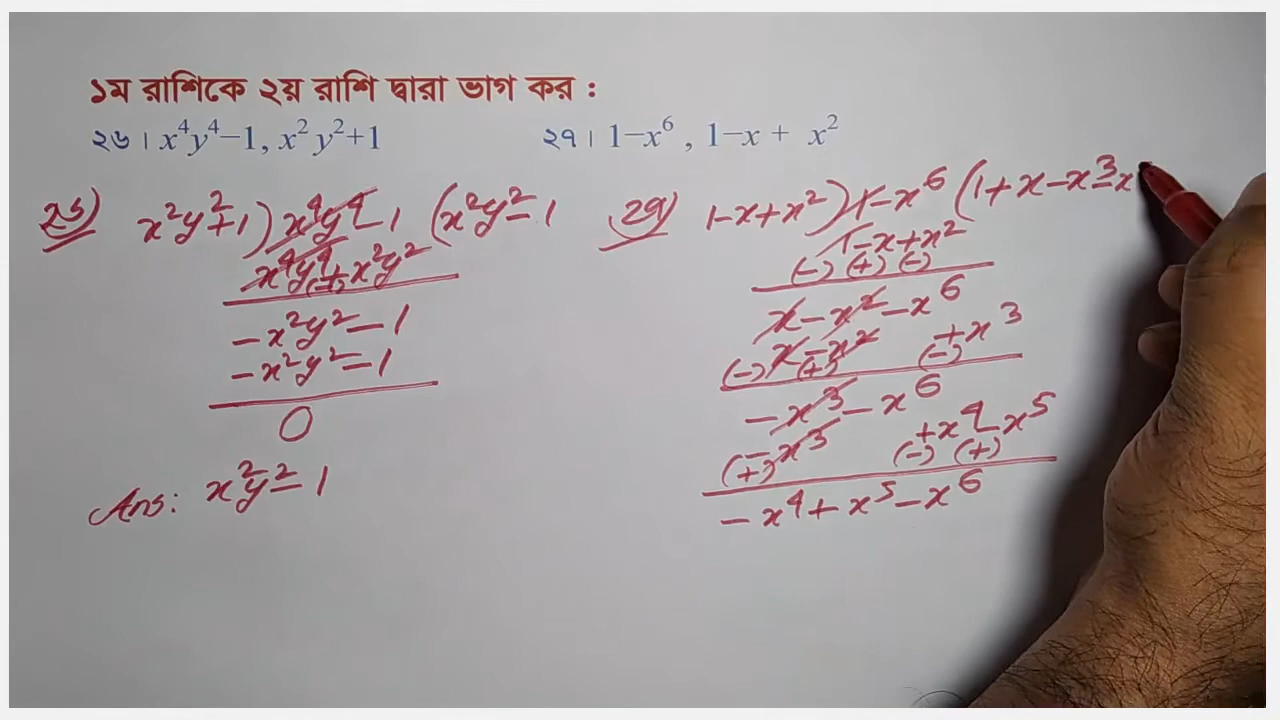 ১ম রাশিকে ২য় রাশি দ্বারা ভাগ কর :
২৬। x⁴y⁴−1, x² y²+1
২৭। 1−x⁶ , 1−x + x²
২৬) x²y²+1) x⁴y⁴−1 (x²y²−1
x⁴y⁴+x²y²
(−)
−x²y²−1
−x²y²−1
0
Ans: x²y²−1
২৭) 1−x+x²) 1−x⁶ (1+x−x³−x
1−x+x²
(−) (+) (−)
x−x²−x⁶
x−x² +x³
(−) (+) (−)
−x³−x⁶
−x³ +x⁴−x⁵
(+) (−) (+)
−x⁴+x⁵−x⁶